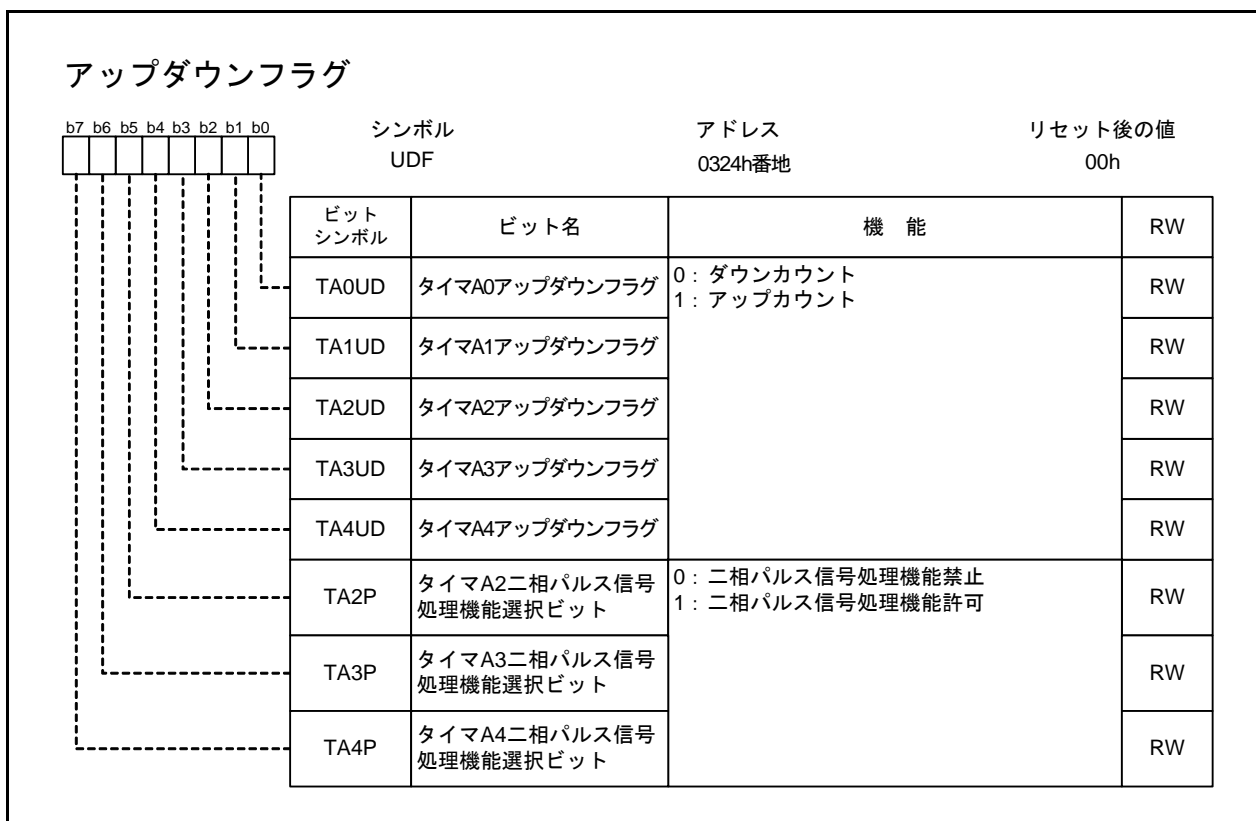 アップダウンフラグ
b7 b6 b5 b4 b3 b2 b1 b0
シンボル アドレス リセット後の値
UDF 0324h番地 00h
ビット
シンボル ビット名 機 能 RW
TA0UD タイマA0アップダウンフラグ 0 : ダウンカウント RW
1 : アップカウント
TA1UD タイマA1アップダウンフラグ RW
TA2UD タイマA2アップダウンフラグ RW
TA3UD タイマA3アップダウンフラグ RW
TA4UD タイマA4アップダウンフラグ RW
TA2P タイマA2二相パルス信号 0 : 二相パルス信号処理機能禁止 RW
処理機能選択ビット 1 : 二相パルス信号処理機能許可
TA3P タイマA3二相パルス信号 RW
処理機能選択ビット
TA4P タイマA4二相パルス信号 RW
処理機能選択ビット